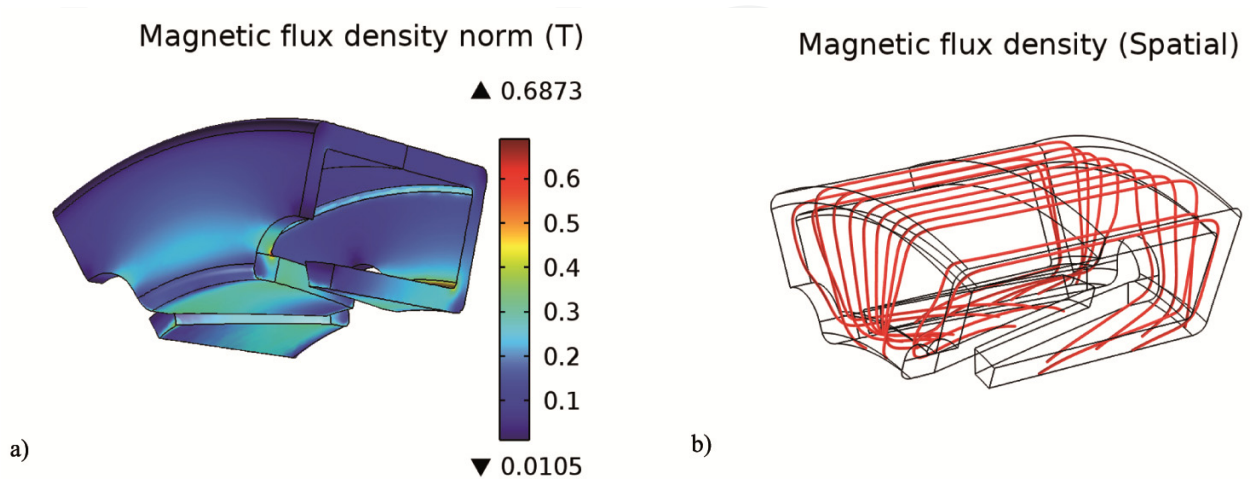 Magnetic flux density norm (T)
▲ 0.6873
0.6
0.5
0.4
0.3
0.2
0.1
▼ 0.0105
a)
Magnetic flux density (Spatial)
b)